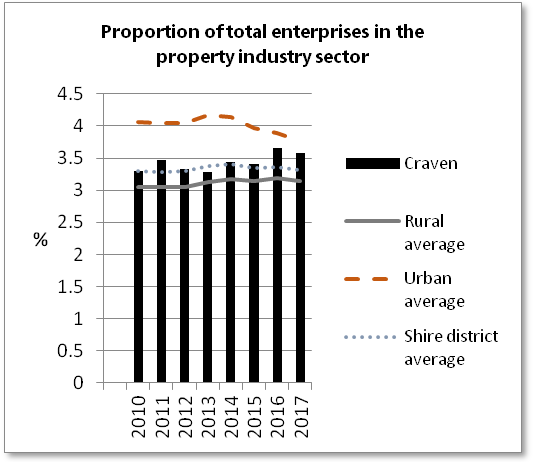 Proportion of total enterprises in the
property industry sector
4.5
4
3.5
3
2.5
2
1.5
1
0.5
0
%
2010
2011
2012
2013
2014
2015
2016
2017
Craven
Rural
average
Urban
average
Shire district
average